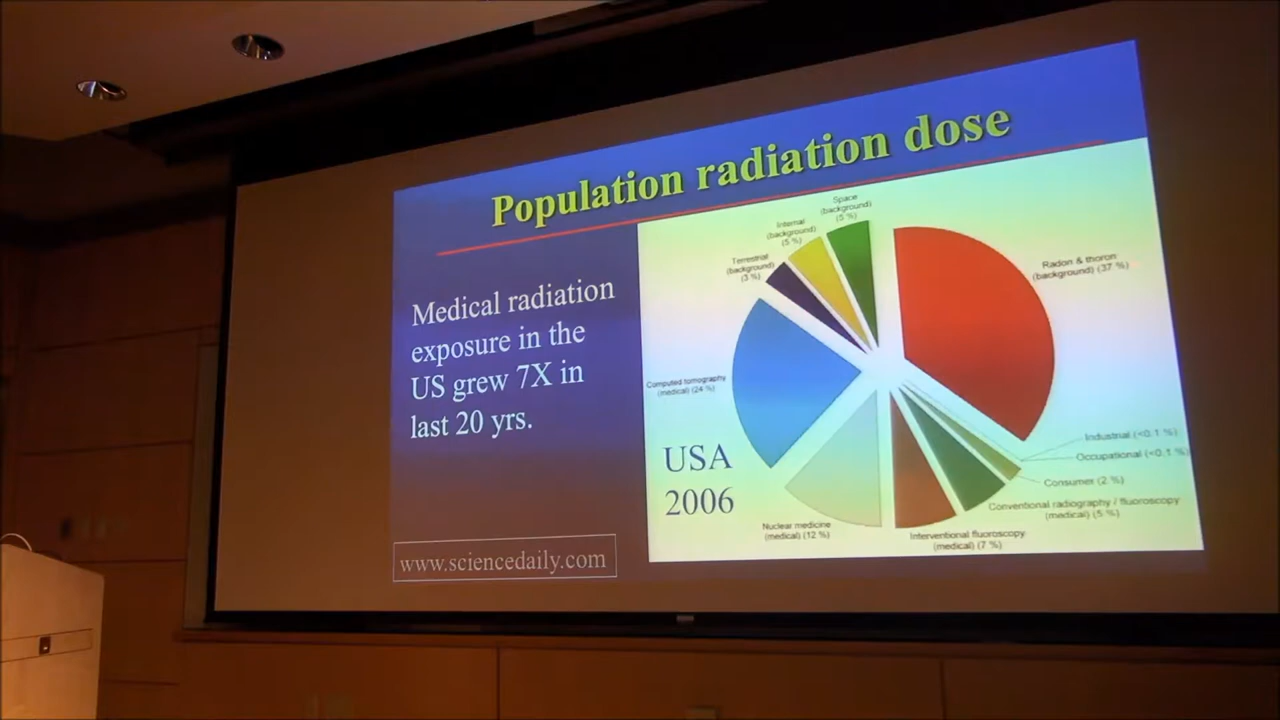 Population radiation dose
Medical radiation
exposure in the
US grew 7X in
last 20 yrs.
www.sciencedaily.com
USA
2006
Space
(background)
(5 %)
Internal
(background)
(5 %)
Terrestrial
(background)
(3 %)
Radon & thoron
(background) (37 %)
Computed tomography
(medical) (24 %)
Industrial (<0.1 %)
Occupational (<0.1 %)
Consumer (2 %)
Conventional radiography / fluoroscopy
(medical) (5 %)
Nuclear medicine
(medical) (12 %)
Interventional fluoroscopy
(medical) (7 %)